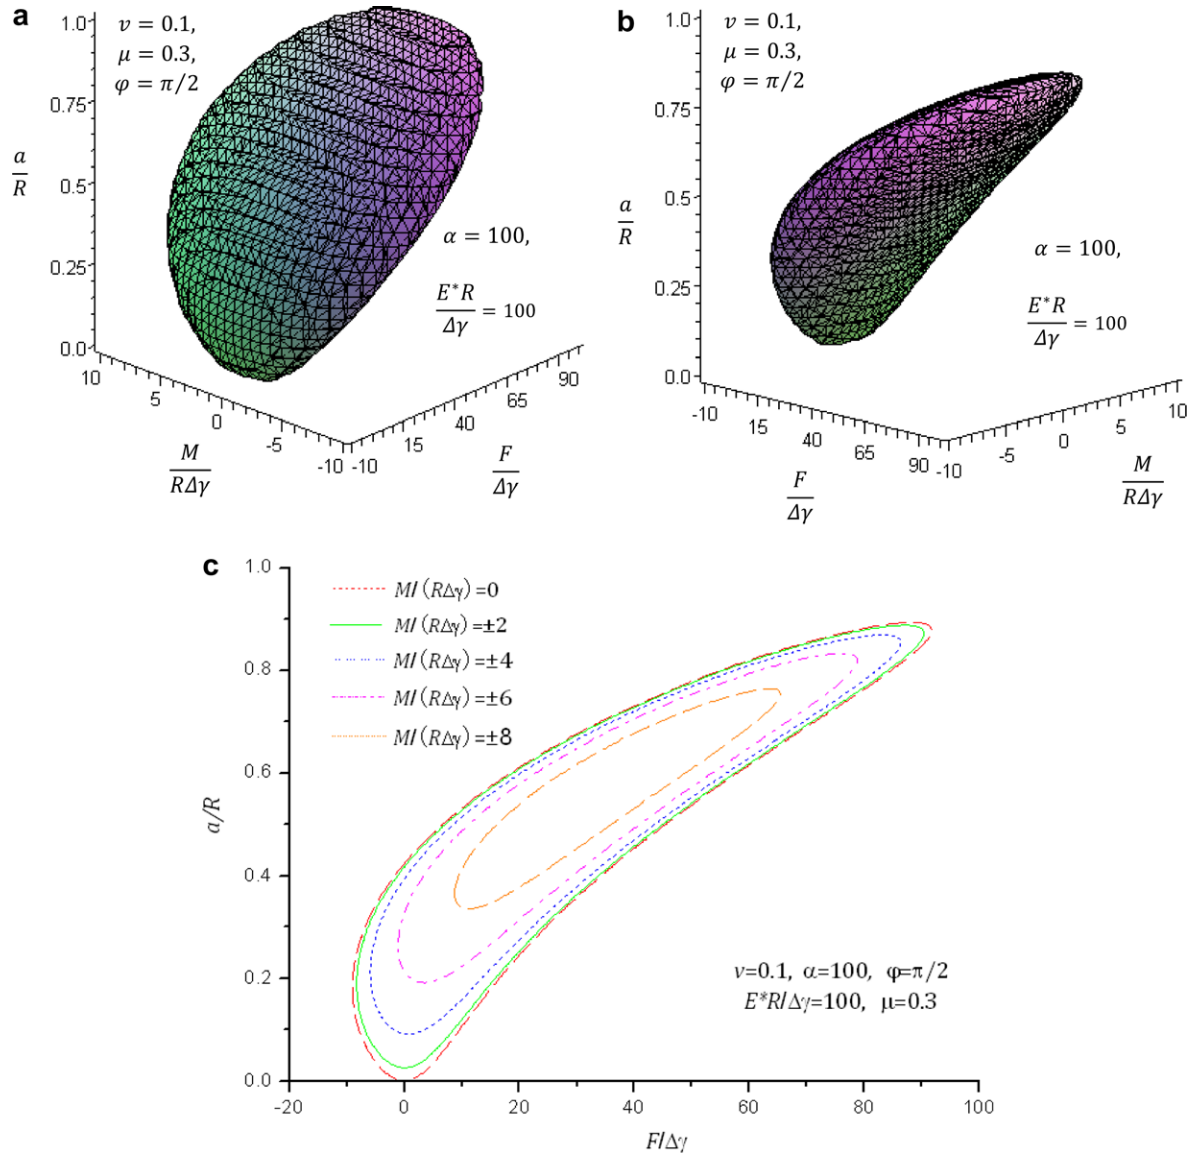 a
v = 0.1,
μ = 0.3,
φ = π/2
1.0
0.75
0.5
0.25
0.0
a
R
α = 100,
E*R
Δγ
= 100
10
5
0
-5
-10
-10
15
40
65
90
M
RΔγ
F
Δγ
b
v = 0.1,
μ = 0.3,
φ = π/2
1.0
0.75
0.5
0.25
0.0
a
R
α = 100,
E*R
Δγ
= 100
-10
15
40
65
90
-10
-5
0
5
10
F
Δγ
M
RΔγ
c
1.0
0.8
0.6
0.4
0.2
0.0
a/R
M/(RΔγ)=0
M/(RΔγ)=±2
M/(RΔγ)=±4
M/(RΔγ)=±6
M/(RΔγ)=±8
v=0.1, α=100, φ=π/2
E*R/Δγ=100, μ=0.3
-20 0 20 40 60 80 100
F/Δγ